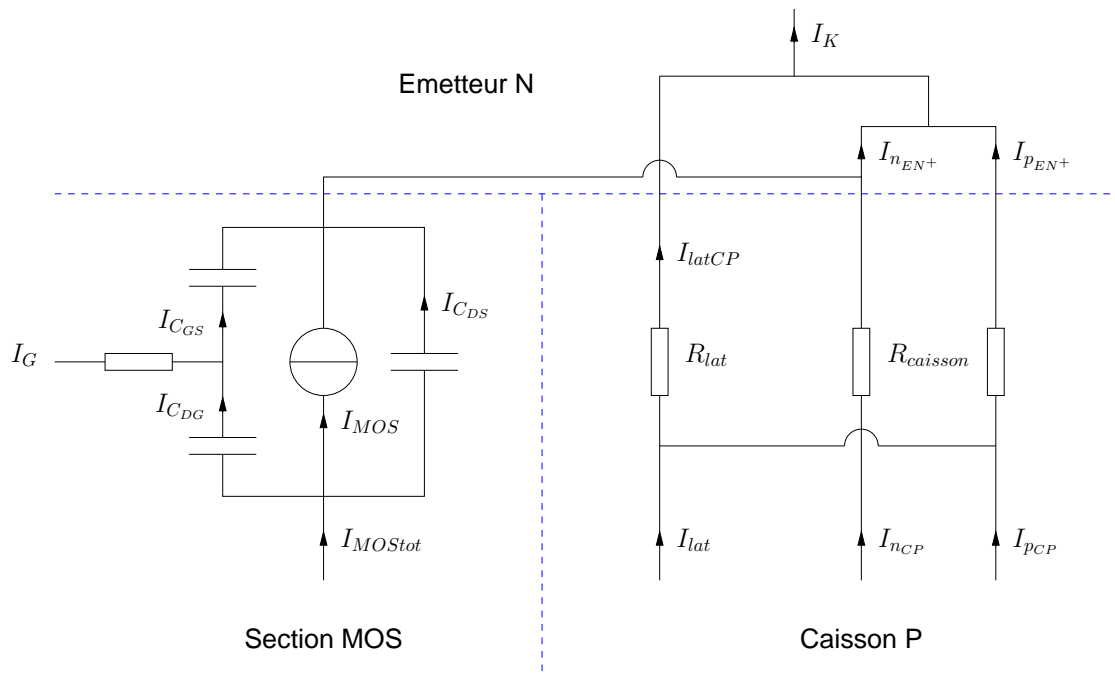 I_K
Emetteur N
I_{n_{EN^+}}
I_{p_{EN^+}}
I_{latCP}
I_{C_{GS}}
I_{C_{DS}}
I_G
R_{lat}
R_{caisson}
I_{C_{DG}}
I_{MOS}
I_{MOStot}
I_{lat}
I_{n_{CP}}
I_{p_{CP}}
Section MOS
Caisson P